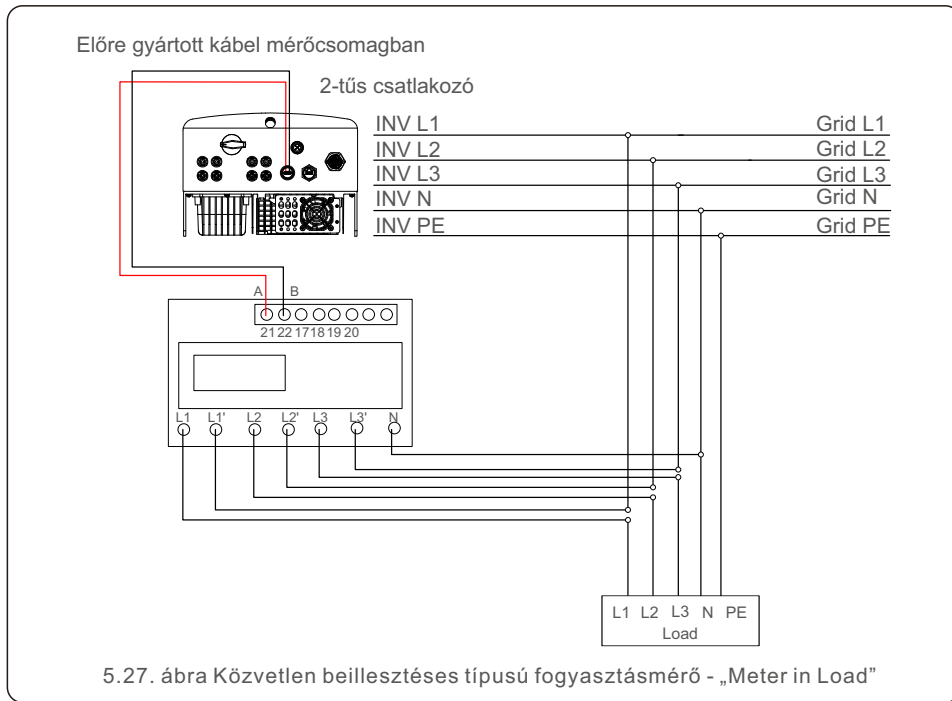 Előre gyártott kábel mérőcsomagban
2-tűs csatlakozó
INV L1 Grid L1
INV L2 Grid L2
INV L3 Grid L3
INV N Grid N
INV PE Grid PE
A B
21 22 17 18 19 20
L1 L1' L2 L2' L3 L3' N
L1 L2 L3 N PE
Load
5.27. ábra Közvetlen beillesztéses típusú fogyasztásmérő - „Meter in Load”